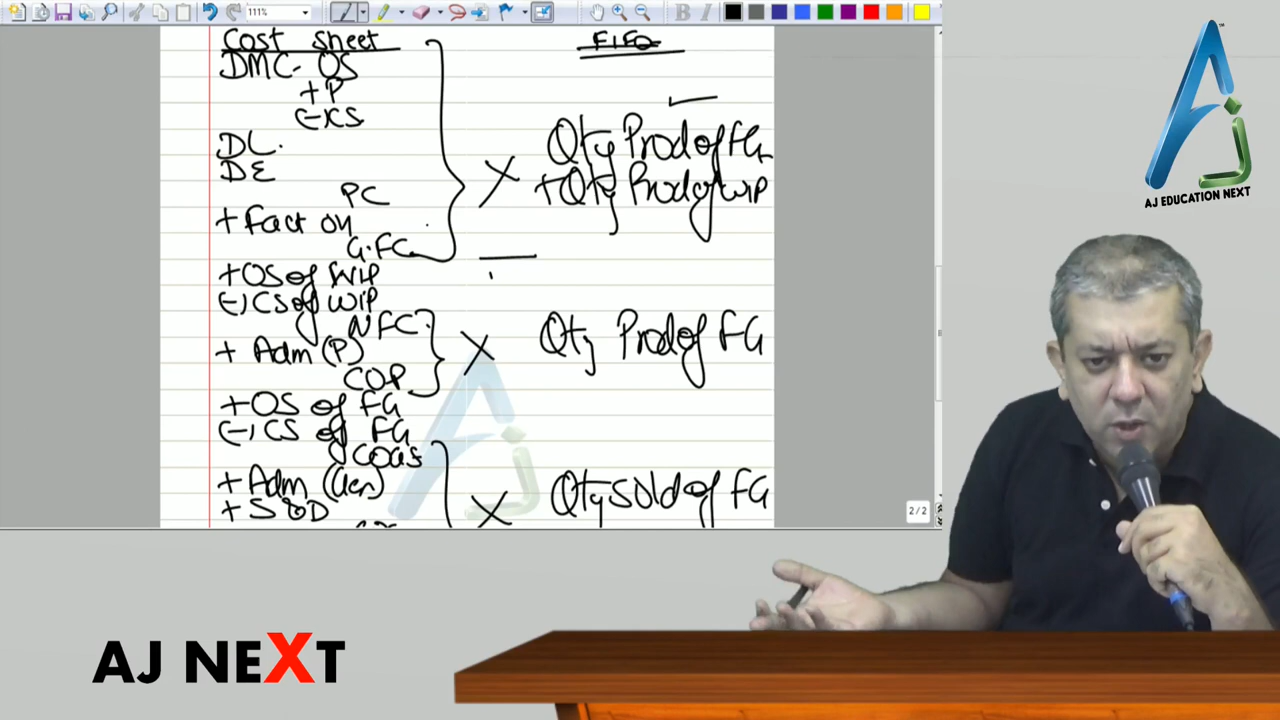 111%
Cost sheet
DMC- OS
+ P
(-) CS
DL.
DE
PC
+ Fact OH
G.FC
+ OS of WIP
(-) CS of WIP
NFC
+ Adm (P)
COP
+ OS of FG
(-) CS of FG
COGS
+ Adm (Gen)
+ S&D
FIFO
X Qty Prod of FG
+ Qty Prod of WIP
X Qty Prod of FG
X Qty sold of FG
2/2
AJ EDUCATION NEXT
AJ NEXT